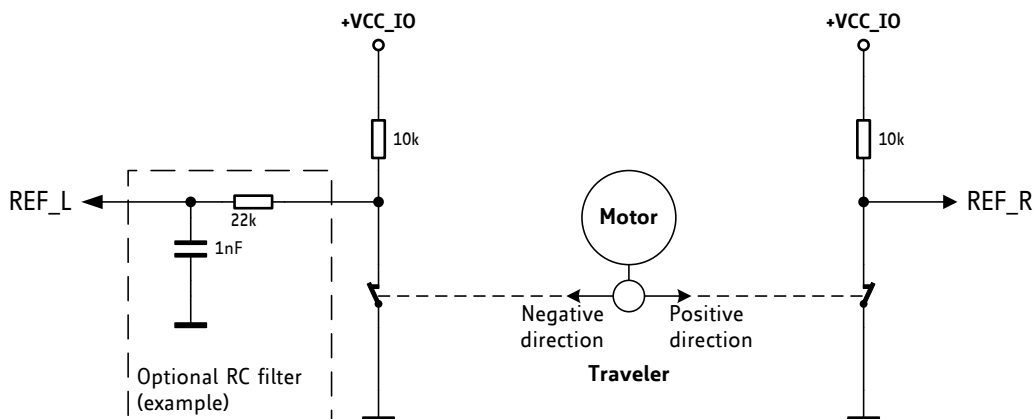 +VCC_IO
+VCC_IO
10k
10k
REF_L
22k
1nF
Motor
REF_R
Negative
direction
Positive
direction
Traveler
Optional RC filter
(example)